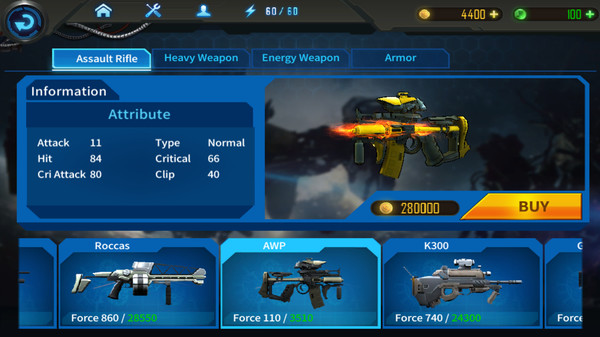 60 / 60
4400 +
100 +
Assault Rifle
Heavy Weapon
Energy Weapon
Armor
Information
Attribute
Attack 11 Type Normal
Hit 84 Critical 66
Cri Attack 80 Clip 40
280000
BUY
Roccas
AWP
K300
G
Force 860 / 28550
Force 110 / 3510
Force 740 / 24300
Force